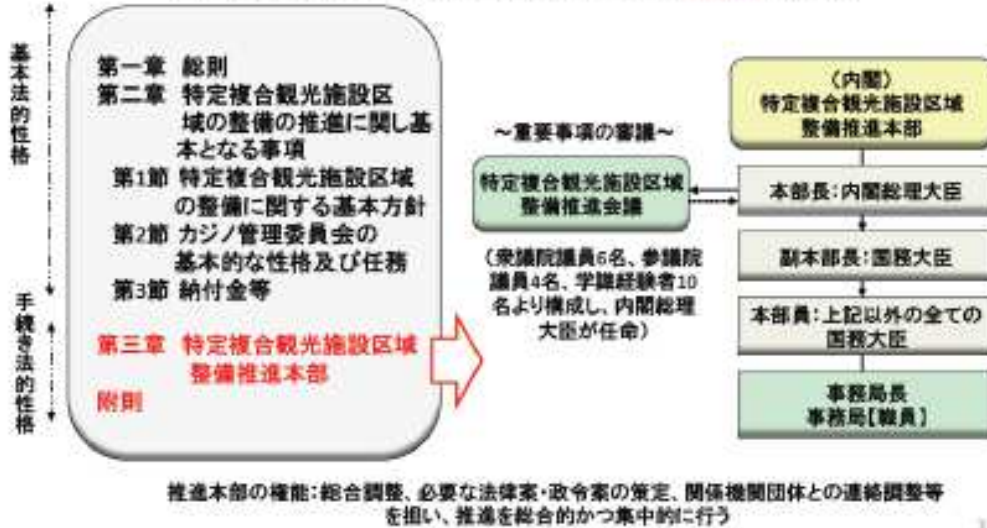 基本法的性格
手続き法的性格
第一章 総則
第二章 特定複合観光施設区
域の整備の推進に関し基
本となる事項
第1節 特定複合観光施設区域
の整備に関する基本方針
第2節 カジノ管理委員会の
基本的な性格及び任務
第3節 納付金等
第三章 特定複合観光施設区域
整備推進本部
附則
～重要事項の審議～
特定複合観光施設区域
整備推進会議
（衆議院議員6名、参議院
議員4名、学識経験者10
名より構成し、内閣総理
大臣が任命）
（内閣）
特定複合観光施設区域
整備推進本部
本部長：内閣総理大臣
副本部長：国務大臣
本部員：上記以外の全ての
国務大臣
事務局長
事務局【職員】
推進本部の権能：総合調整、必要な法律案・政令案の策定、関係機関団体との連絡調整等
を担い、推進を総合的かつ集中的に行う